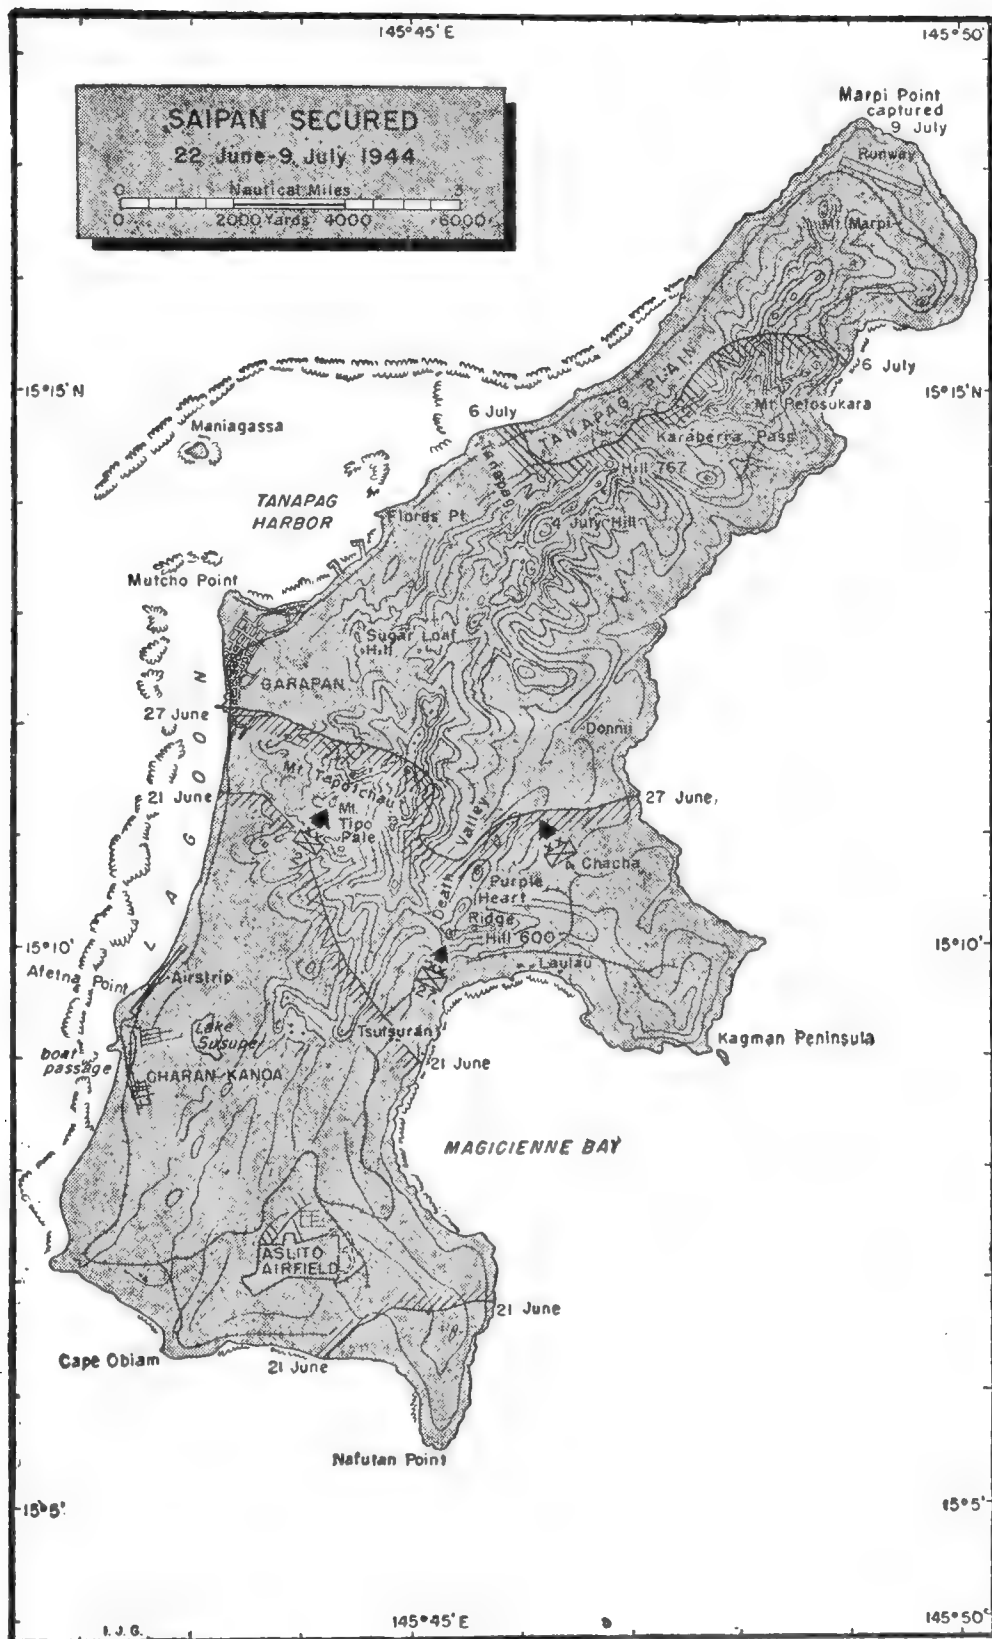 145°45' E
145°50'
SAIPAN SECURED
22 June-9 July 1944
0 Nautical Miles 3
0 2000 Yards 4000 6000
Marpi Point
captured
9 July
Runway
Mt. Marpi
6 July
15°15' N
15°15' N
6 July
TANAPAG PLAIN
Mt. Petosukara
Maniagassa
Karaberra Pass
Tanapag
Hill 767
TANAPAG
HARBOR
Flores Pt.
4 July Hill
Mutcho Point
Sugar Loaf
Hill
GARAPAN
LAGOON
27 June
Donni
Mt. Tapotchau
21 June
27 June
Mt.
Tipo
Pale
Death Valley
Chacha
Purple
Heart
Ridge
Hill 600
15°10'
15°10'
Laulau
Afetna Point
Airstrip
Lake
Susupe
Tsutsuran
Kagman Peninsula
boat
passage
21 June
CHARAN-KANOA
MAGICIENNE BAY
ASLITO
AIRFIELD
21 June
Cape Obiam
21 June
Nafutan Point
15°5'
15°5'
I.J.G.
145°45' E
145°50'